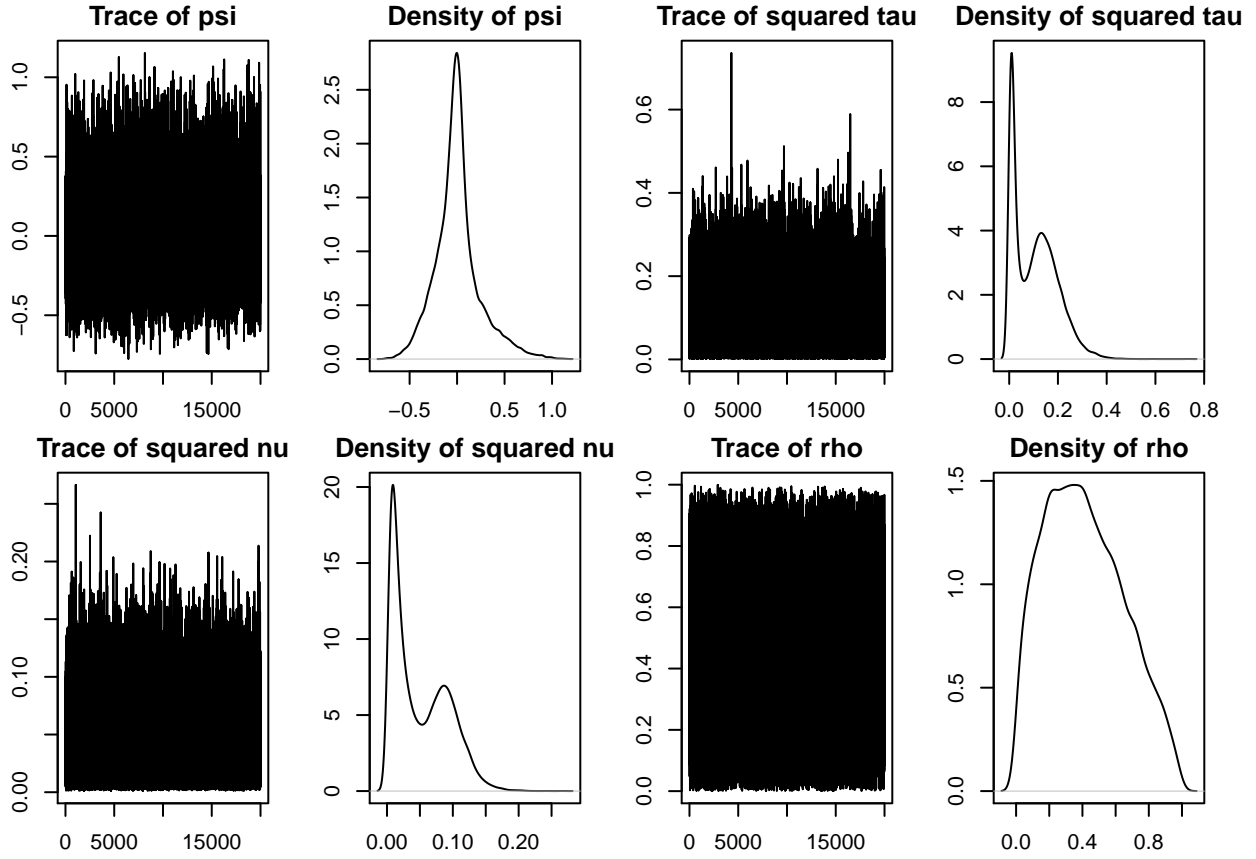 Trace of psi
Density of psi
Trace of squared tau
Density of squared tau
−0.5 0.0 0.5 1.0
0 5000 15000
0.0 0.5 1.0 1.5 2.0 2.5
−0.5 0.5 1.0
0.0 0.2 0.4 0.6
0 5000 15000
0 2 4 6 8
0.0 0.2 0.4 0.6 0.8
Trace of squared nu
Density of squared nu
Trace of rho
Density of rho
0.00 0.10 0.20
0 5000 15000
0 5 10 15 20
0.00 0.10 0.20
0.0 0.2 0.4 0.6 0.8 1.0
0 5000 15000
0.0 0.5 1.0 1.5
0.0 0.4 0.8